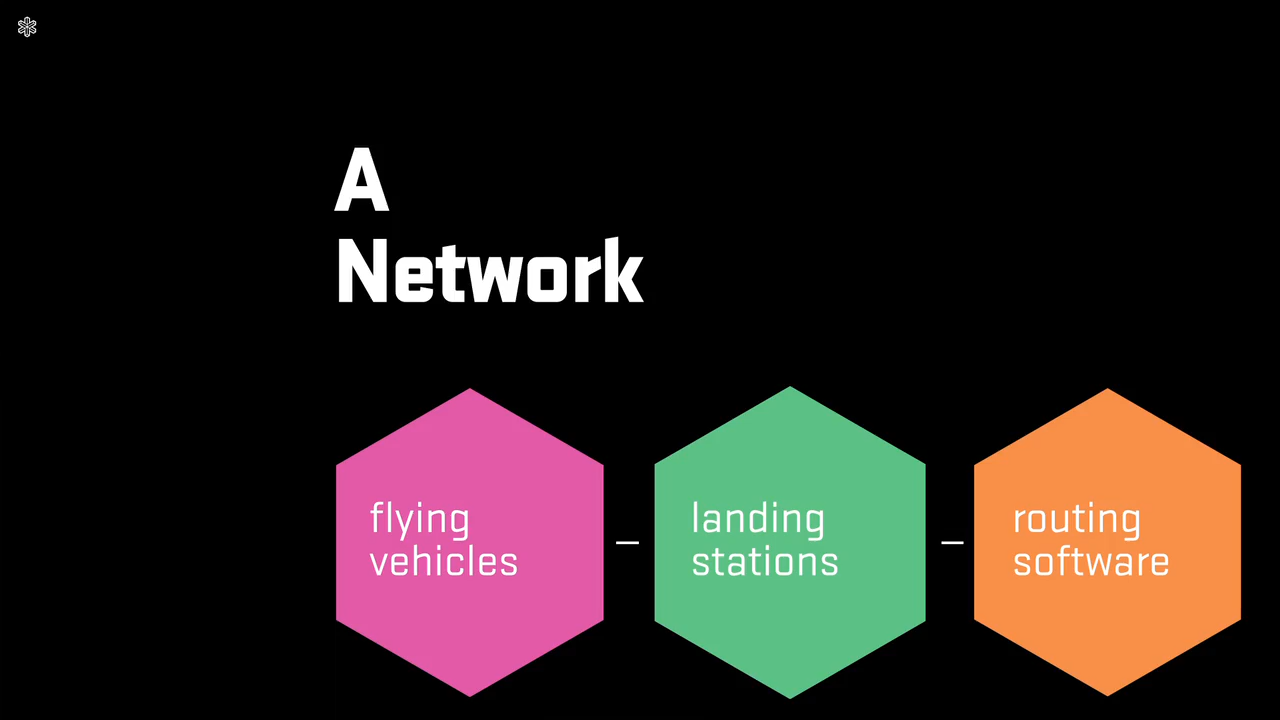 A
Network
flying
vehicles
landing
stations
routing
software